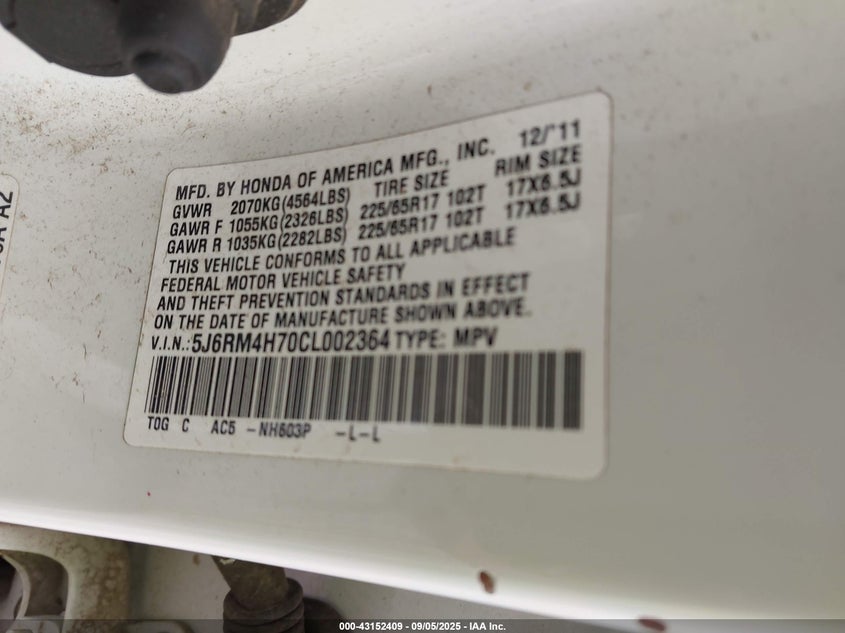 MFD. BY HONDA OF AMERICA MFG., INC. 12/'11
GVWR 2070KG(4564LBS) TIRE SIZE RIM SIZE
GAWR F 1055KG(2326LBS) 225/65R17 102T 17X6.5J
GAWR R 1035KG(2282LBS) 225/65R17 102T 17X6.5J
THIS VEHICLE CONFORMS TO ALL APPLICABLE
FEDERAL MOTOR VEHICLE SAFETY
AND THEFT PREVENTION STANDARDS IN EFFECT
ON THE DATE OF MANUFACTURE SHOWN ABOVE.
V.I.N.:5J6RM4H70CL002364 TYPE: MPV
T0G C AC5 -NH603P -L-L
A2
000-43152409 - 09/05/2025 - IAA Inc.